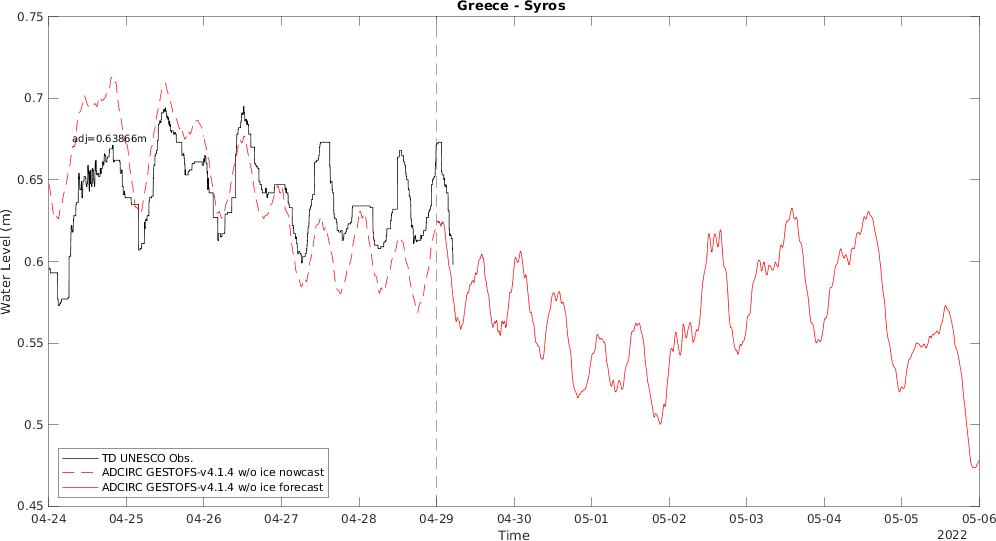 Greece - Syros
0.75
0.7
0.65
0.6
0.55
0.5
0.45
Water Level (m)
adj=0.63866m
TD UNESCO Obs.
ADCIRC GESTOFS-v4.1.4 w/o ice nowcast
ADCIRC GESTOFS-v4.1.4 w/o ice forecast
04-24 04-25 04-26 04-27 04-28 04-29 04-30 05-01 05-02 05-03 05-04 05-05 05-06
Time
2022